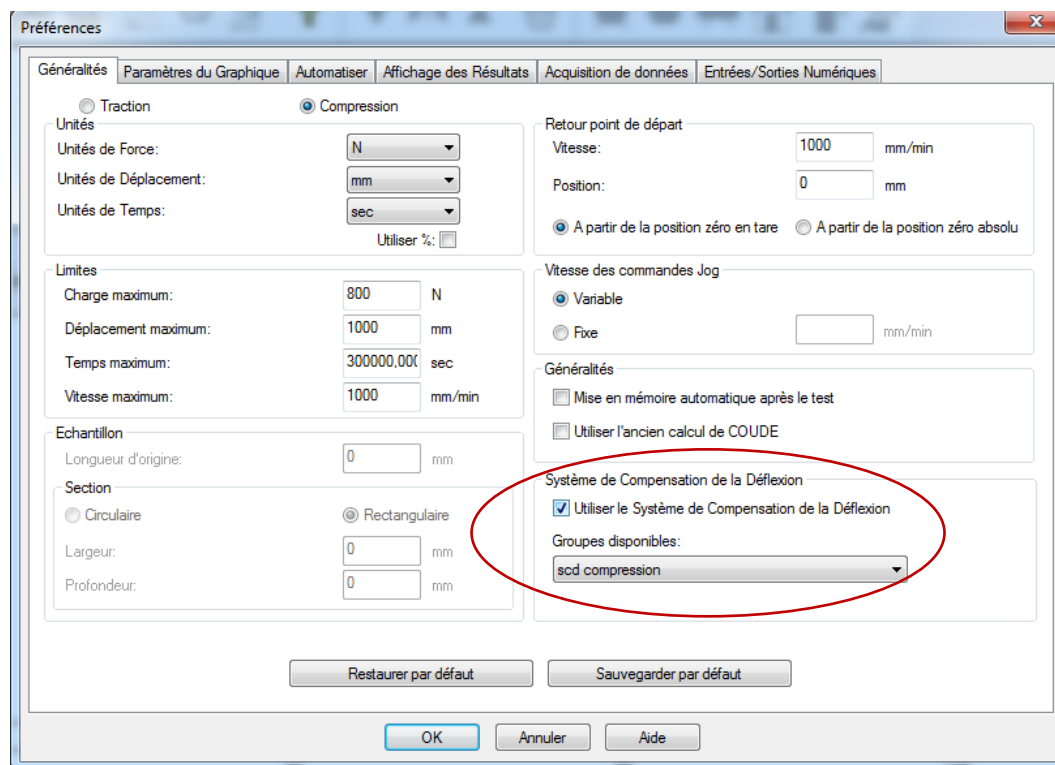 Préférences
Généralités Paramètres du Graphique Automatiser Affichage des Résultats Acquisition de données Entrées/Sorties Numériques
Traction Compression
Unités
Unités de Force: N
Unités de Déplacement: mm
Unités de Temps: sec
Utiliser %:
Limites
Charge maximum: 800 N
Déplacement maximum: 1000 mm
Temps maximum: 300000,00( sec
Vitesse maximum: 1000 mm/min
Echantillon
Longueur d'origine: 0 mm
Section
Circulaire Rectangulaire
Largeur: 0 mm
Profondeur: 0 mm
Retour point de départ
Vitesse: 1000 mm/min
Position: 0 mm
A partir de la position zéro en tare A partir de la position zéro absolu
Vitesse des commandes Jog
Variable
Fixe mm/min
Généralités
Mise en mémoire automatique après le test
Utiliser l'ancien calcul de COUDE
Système de Compensation de la Déflexion
Utiliser le Système de Compensation de la Déflexion
Groupes disponibles:
scd compression
Restaurer par défaut Sauvegarder par défaut
OK Annuler Aide